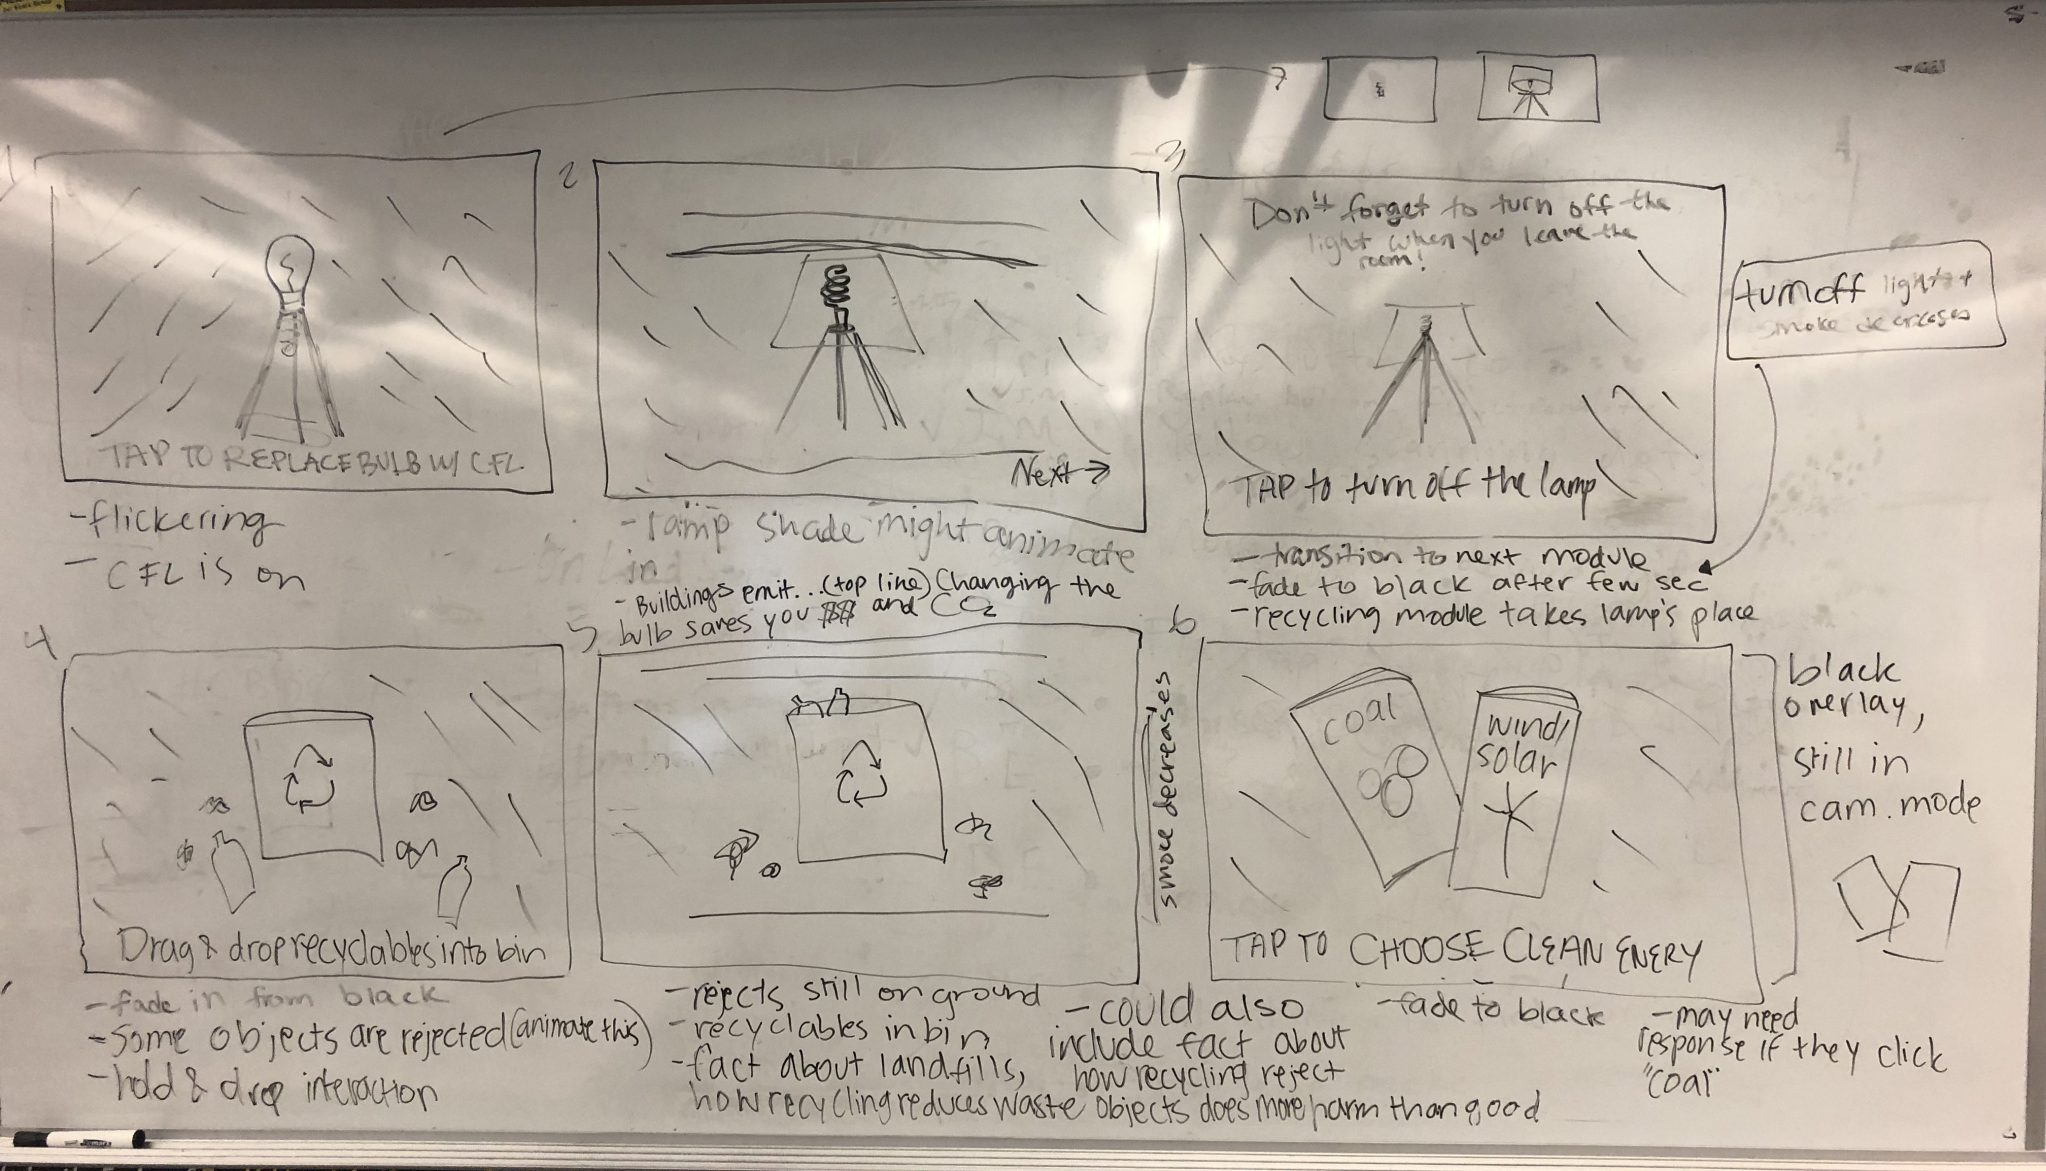 1
TAP TO REPLACE BULB W/ CFL
-flickering
- CFL is on
2
Next →
- lamp shade might animate
in
- Buildings emit...(top line) Changing the
bulb saves you $$$ and CO2
3
Don't forget to turn off the
light when you leave the
room!
TAP to turn off the lamp
turn off lights +
smoke decreases
- transition to next module
- fade to black after few sec
- recycling module takes lamp's place
4
Drag & drop recyclables into bin
- fade in from black
- some objects are rejected (animate this)
- hold & drop interaction
5
smoke decreases
- rejects still on ground
- recyclables in bin
- fact about landfills,
how recycling reduces waste
- could also
include fact about
how recycling reject
objects does more harm than good
6
coal
wind/
solar
TAP TO CHOOSE CLEAN ENERY
- fade to black
- may need
response if they click
"coal"
black
overlay,
still in
cam. mode